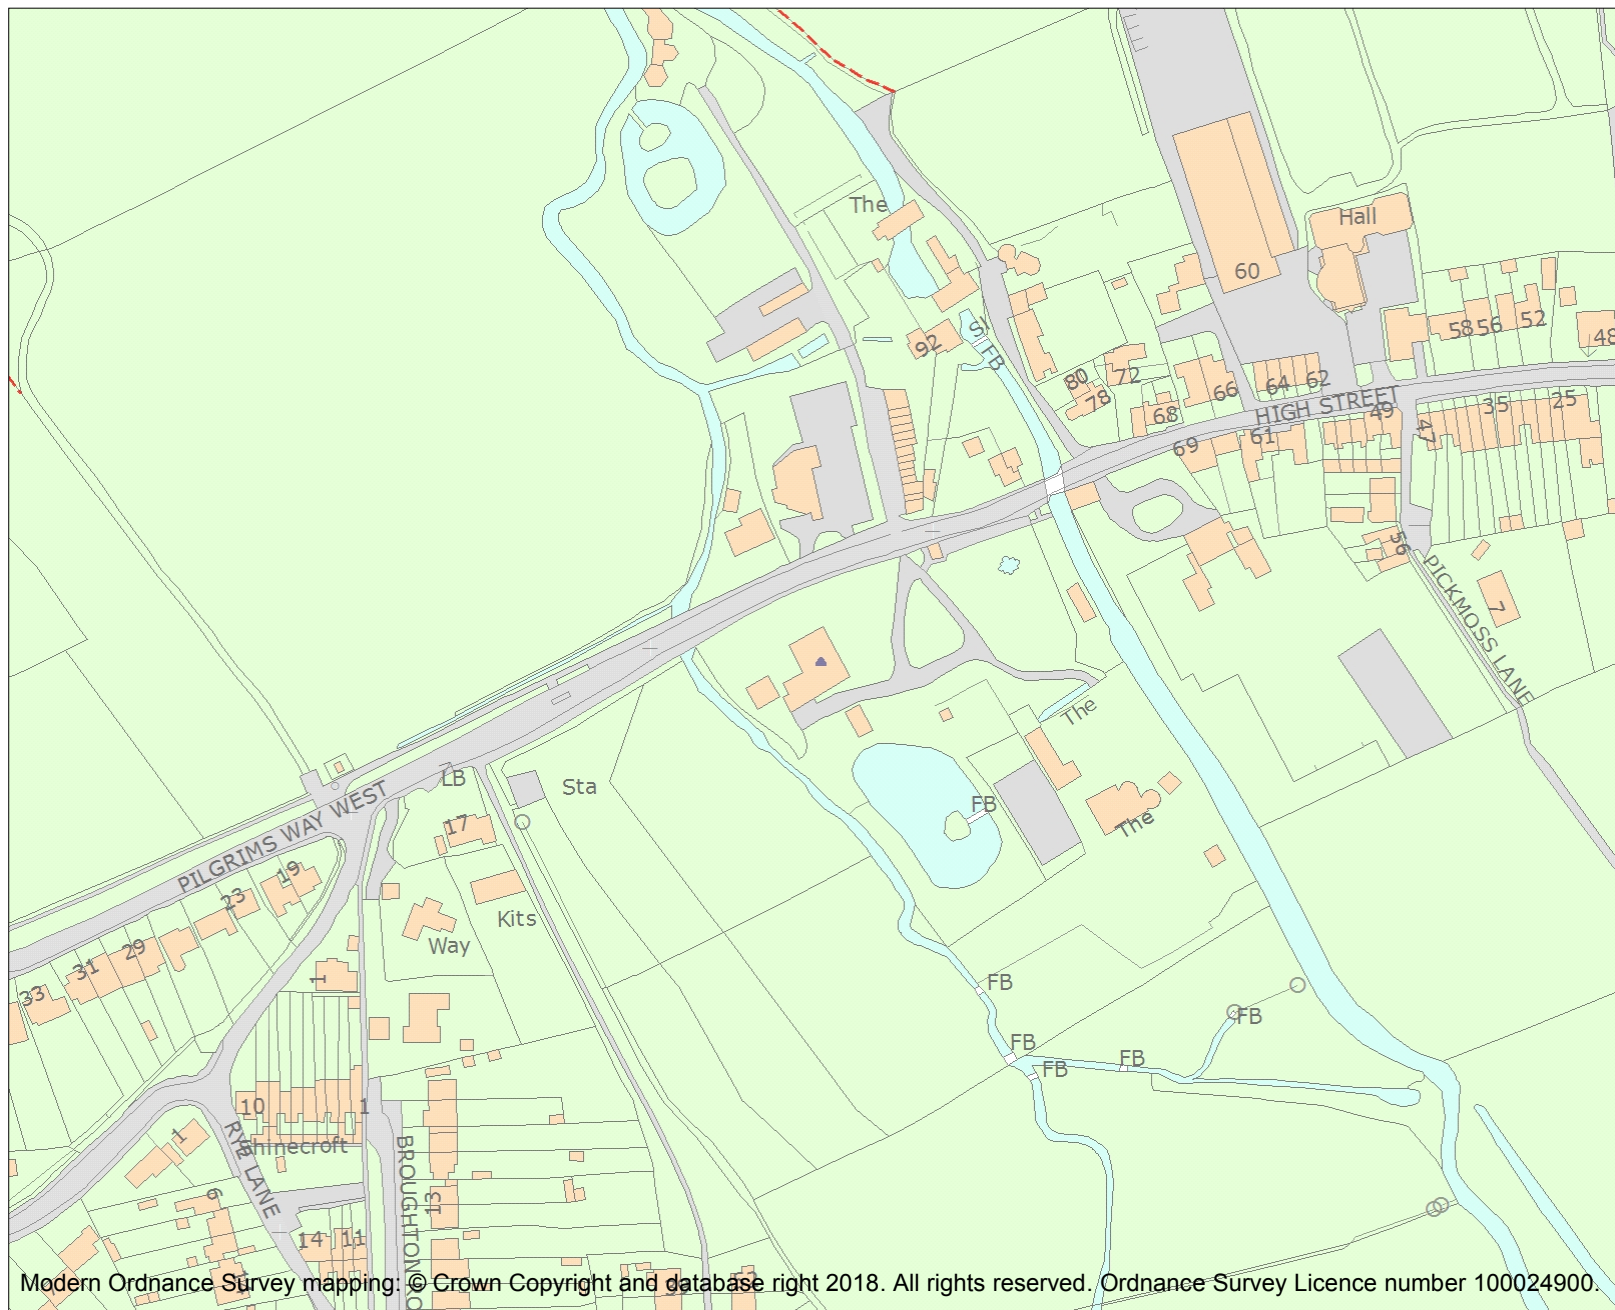 The
Hall
60
SI
FB
92
58
56
52
48
80
78
72
68
66
64
62
HIGH STREET
49
47
35
25
69
61
56
PICKMOSS LANE
7
The
FB
The
LB
Sta
17
PILGRIMS WAY WEST
19
23
Kits
Way
29
31
33
1
FB
FB
FB
FB
FB
10
1
1
Shinecroft
RYE LANE
BROUGHTON RO
13
6
14
11
Modern Ordnance Survey mapping: © Crown Copyright and database right 2018. All rights reserved. Ordnance Survey Licence number 100024900.